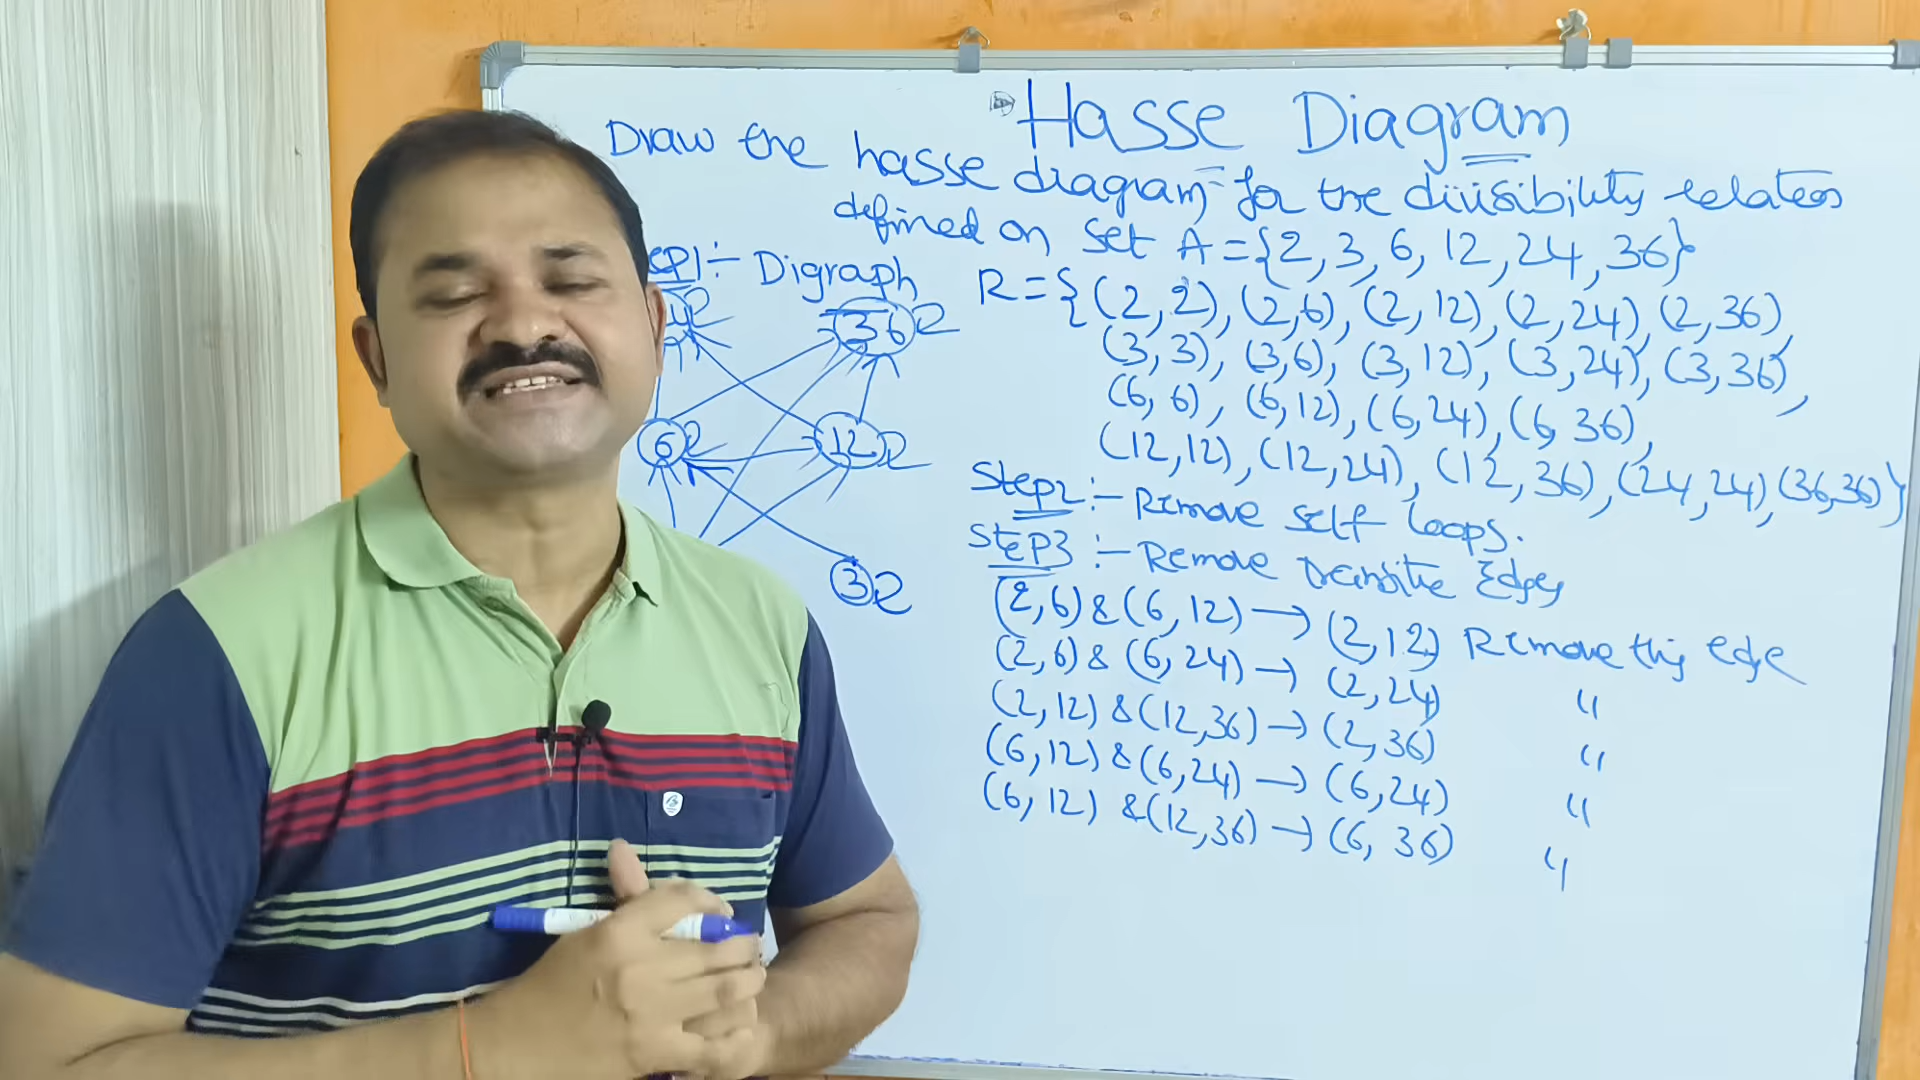 Hasse Diagram
Draw the hasse diagram for the divisibility relation
defined on set A = {2, 3, 6, 12, 24, 36}
ep1:- Digraph
R = {(2,2), (2,6), (2,12), (2,24), (2,36),
(3,3), (3,6), (3,12), (3,24), (3,36),
(6,6), (6,12), (6,24), (6,36),
(12,12), (12,24), (12,36), (24,24), (36,36)}
36
6
12
3
Step2:- Remove self loops.
Step3:- Remove Transitive Edges
(2,6) & (6,12) → (2,12) Remove this edge
(2,6) & (6,24) → (2,24) "
(2,12) & (12,36) → (2,36) "
(6,12) & (6,24) → (6,24) "
(6,12) & (12,36) → (6,36) "